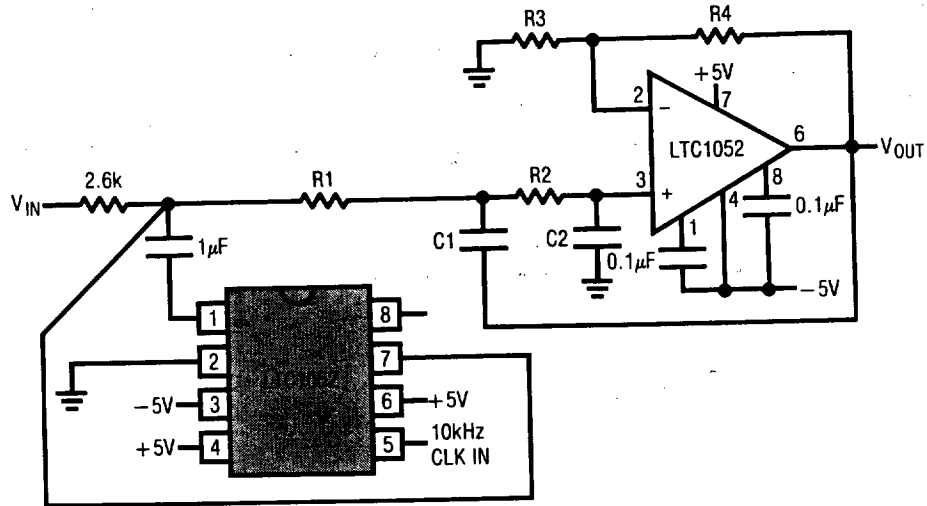 R3
R4
+5V
2
7
−
LTC1052
6
V_OUT
3
+
8
0.1µF
4
1
0.1µF
−5V
V_IN
2.6k
R1
R2
C1
C2
1µF
1
8
2
7
LTC1062
−5V
3
6
+5V
+5V
4
5
10kHz
CLK IN